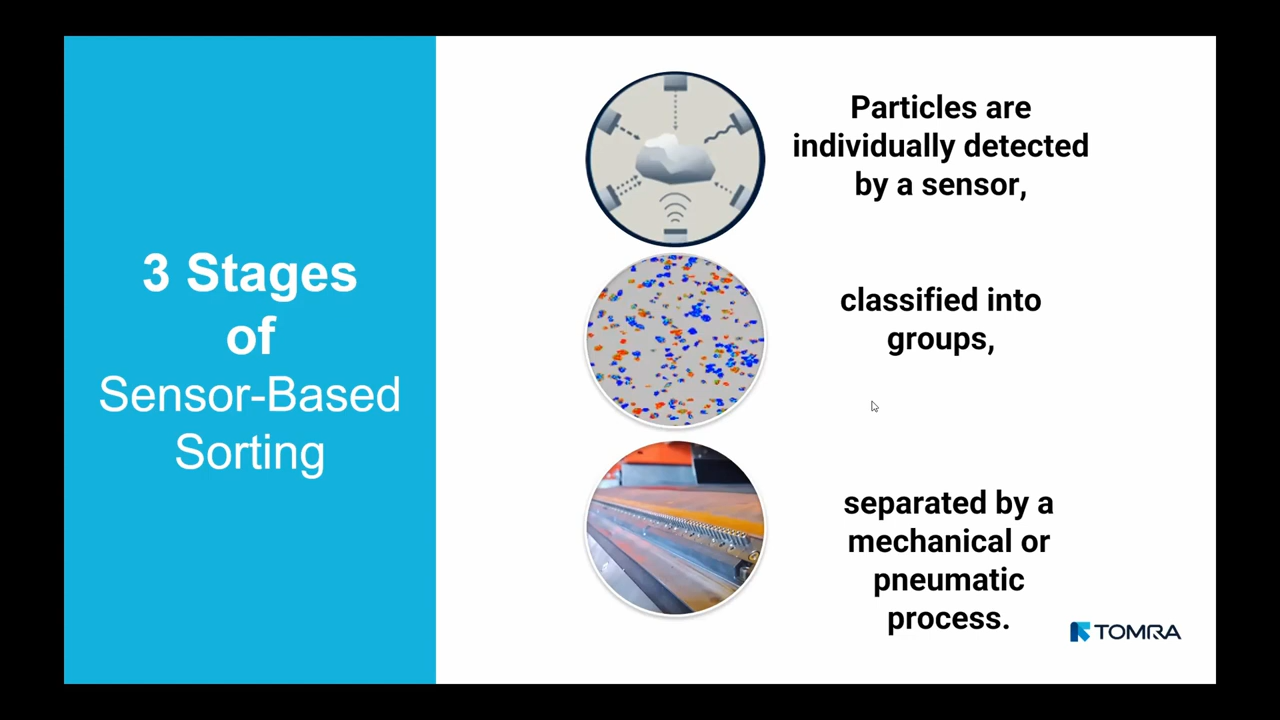 3 Stages
of
Sensor-Based
Sorting
Particles are
individually detected
by a sensor,
classified into
groups,
separated by a
mechanical or
pneumatic
process.
TOMRA